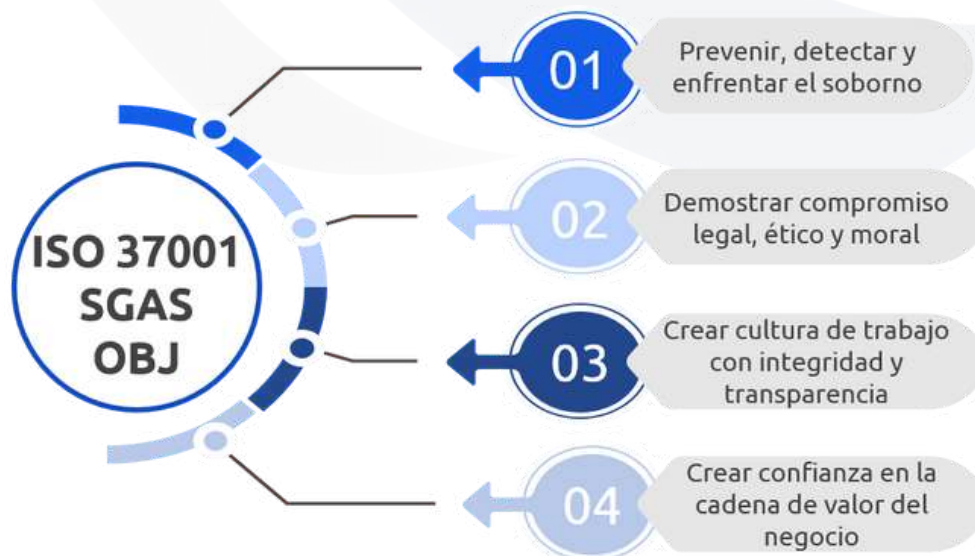 ISO 37001
SGAS
OBJ
01
Prevenir, detectar y
enfrentar el soborno
02
Demostrar compromiso
legal, ético y moral
03
Crear cultura de trabajo
con integridad y
transparencia
04
Crear confianza en la
cadena de valor del
negocio